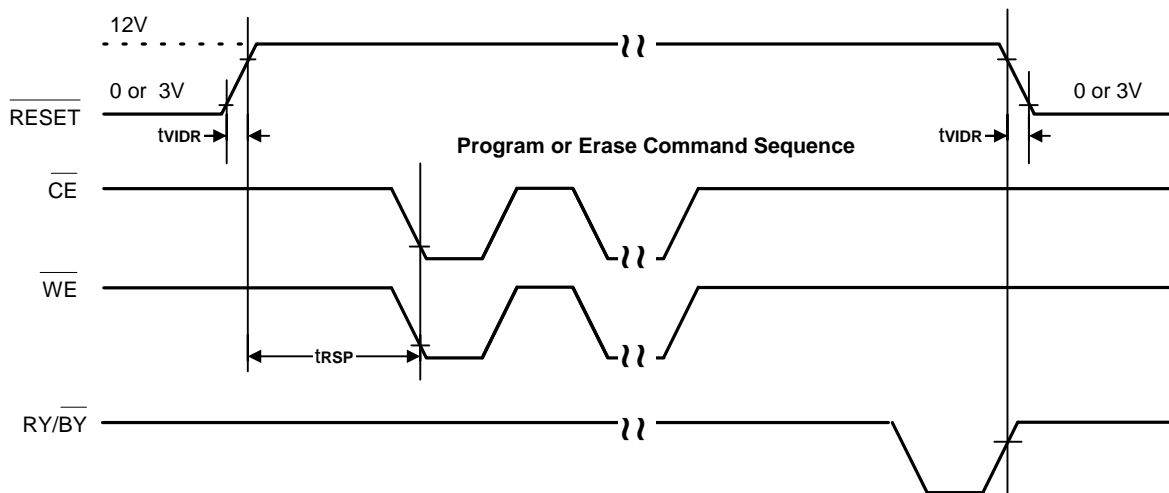 12V
0 or 3V
0 or 3V
RESET
tVIDR
tVIDR
Program or Erase Command Sequence
CE
WE
tRSP
RY/BY